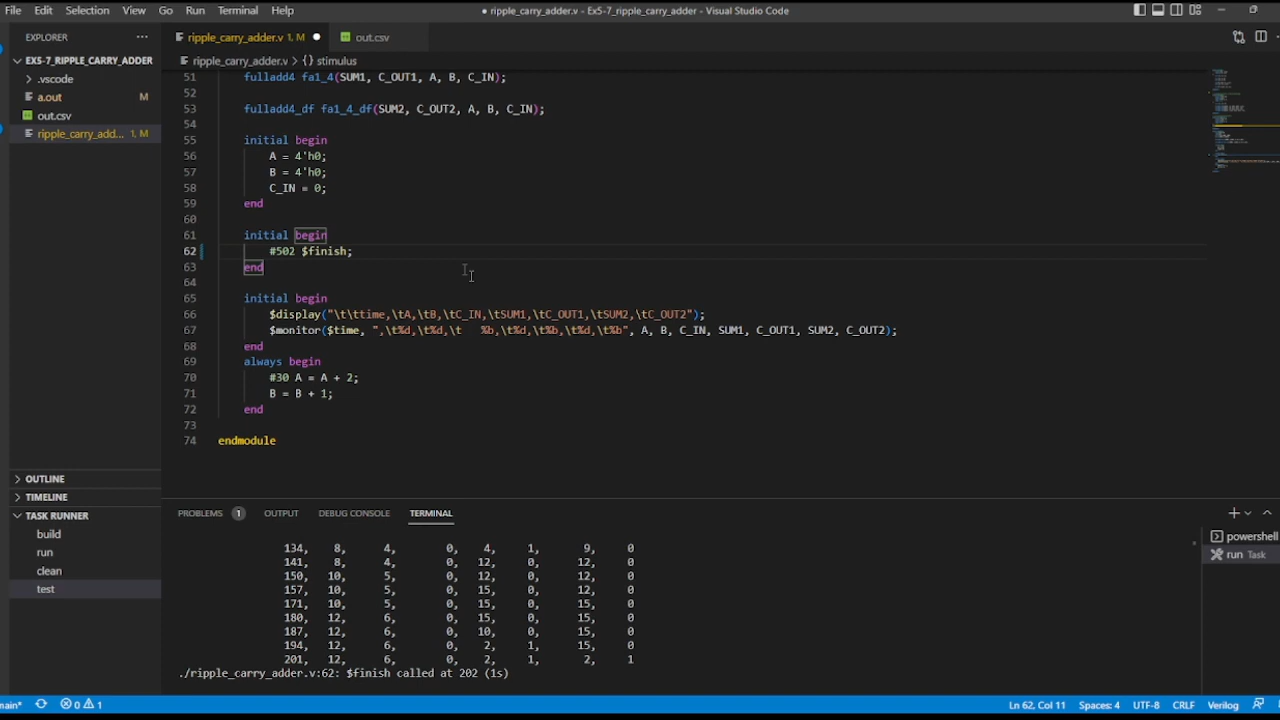 File Edit Selection View Go Run Terminal Help
● ripple_carry_adder.v - Ex5-7_ripple_carry_adder - Visual Studio Code
EXPLORER ...
EX5-7_RIPPLE_CARRY_ADDER
.vscode
a.out M
out.csv
ripple_carry_add... 1, M
OUTLINE
TIMELINE
TASK RUNNER
build
run
clean
test
ripple_carry_adder.v 1, M ● out.csv
ripple_carry_adder.v > {} stimulus
51 fulladd4 fa1_4(SUM1, C_OUT1, A, B, C_IN);
52
53 fulladd4_df fa1_4_df(SUM2, C_OUT2, A, B, C_IN);
54
55 initial begin
56 A = 4'h0;
57 B = 4'h0;
58 C_IN = 0;
59 end
60
61 initial begin
62 #502 $finish;
63 end
64
65 initial begin
66 $display("\t\ttime,\tA,\tB,\tC_IN,\tSUM1,\tC_OUT1,\tSUM2,\tC_OUT2");
67 $monitor($time, ",\t%d,\t%d,\t   %b,\t%d,\t%b,\t%d,\t%b", A, B, C_IN, SUM1, C_OUT1, SUM2, C_OUT2);
68 end
69 always begin
70 #30 A = A + 2;
71 B = B + 1;
72 end
73
74 endmodule
PROBLEMS 1 OUTPUT DEBUG CONSOLE TERMINAL
134, 8, 4, 0, 4, 1, 9, 0
141, 8, 4, 0, 12, 0, 12, 0
150, 10, 5, 0, 12, 0, 12, 0
157, 10, 5, 0, 15, 0, 12, 0
171, 10, 5, 0, 15, 0, 15, 0
180, 12, 6, 0, 15, 0, 15, 0
187, 12, 6, 0, 10, 0, 15, 0
194, 12, 6, 0, 2, 1, 15, 0
201, 12, 6, 0, 2, 1, 2, 1
./ripple_carry_adder.v:62: $finish called at 202 (1s)
powershell
run Task
main* 0 1 Ln 62, Col 11 Spaces: 4 UTF-8 CRLF Verilog